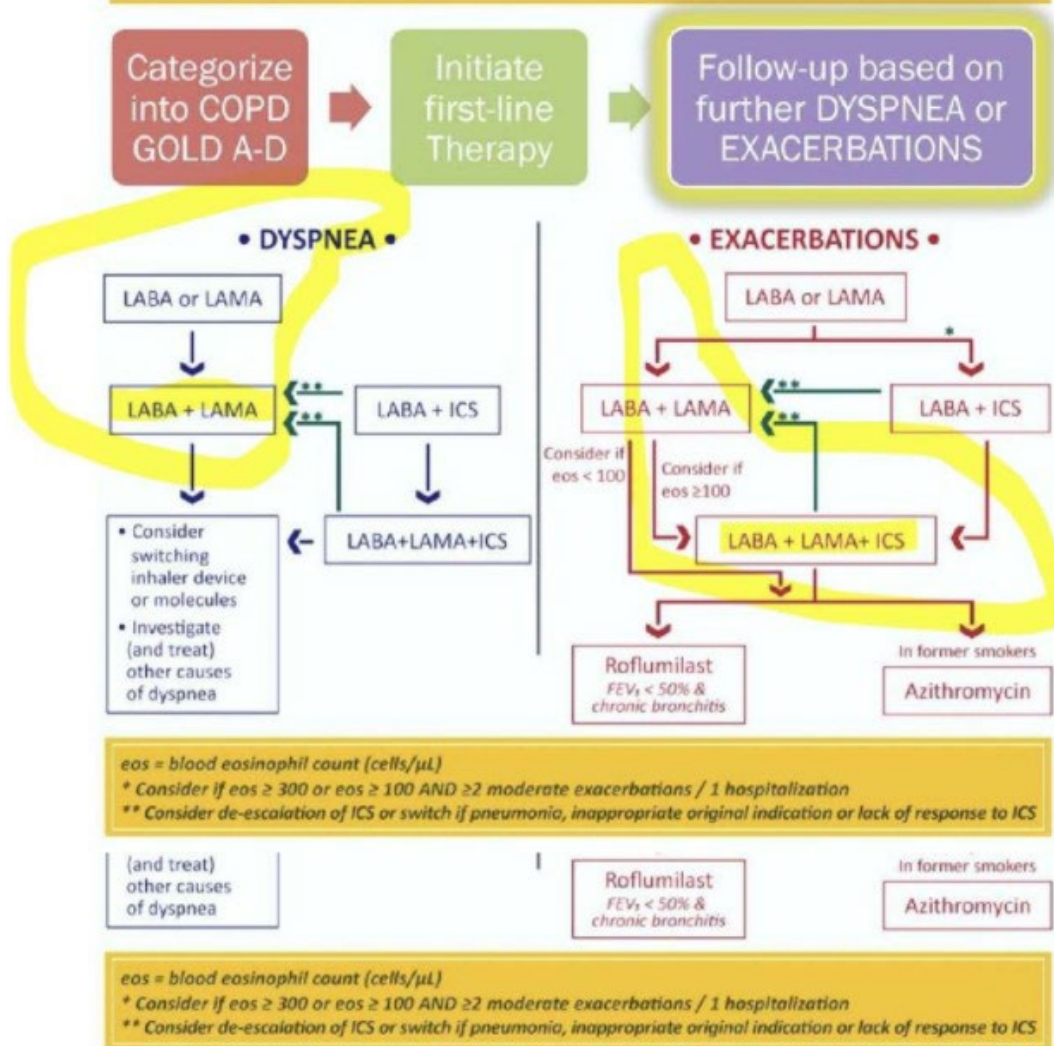 Categorize
into COPD
GOLD A-D
Initiate
first-line
Therapy
Follow-up based on
further DYSPNEA or
EXACERBATIONS
• DYSPNEA •
LABA or LAMA
LABA + LAMA
**
**
LABA + ICS
LABA+LAMA+ICS
• Consider
switching
inhaler device
or molecules
• Investigate
(and treat)
other causes
of dyspnea
• EXACERBATIONS •
LABA or LAMA
*
LABA + LAMA
**
**
LABA + ICS
Consider if
eos < 100
Consider if
eos ≥100
LABA + LAMA+ ICS
Roflumilast
FEV₁ < 50% &
chronic bronchitis
In former smokers
Azithromycin
eos = blood eosinophil count (cells/µL)
* Consider if eos ≥ 300 or eos ≥ 100 AND ≥2 moderate exacerbations / 1 hospitalization
** Consider de-escalation of ICS or switch if pneumonia, inappropriate original indication or lack of response to ICS
(and treat)
other causes
of dyspnea
Roflumilast
FEV₁ < 50% &
chronic bronchitis
In former smokers
Azithromycin
eos = blood eosinophil count (cells/µL)
* Consider if eos ≥ 300 or eos ≥ 100 AND ≥2 moderate exacerbations / 1 hospitalization
** Consider de-escalation of ICS or switch if pneumonia, inappropriate original indication or lack of response to ICS